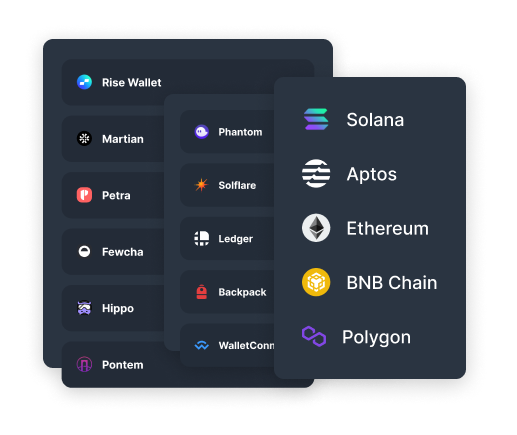 Rise Wallet
Martian
Petra
Fewcha
Hippo
Pontem
Phantom
Solflare
Ledger
Backpack
WalletConn
Solana
Aptos
Ethereum
BNB Chain
Polygon